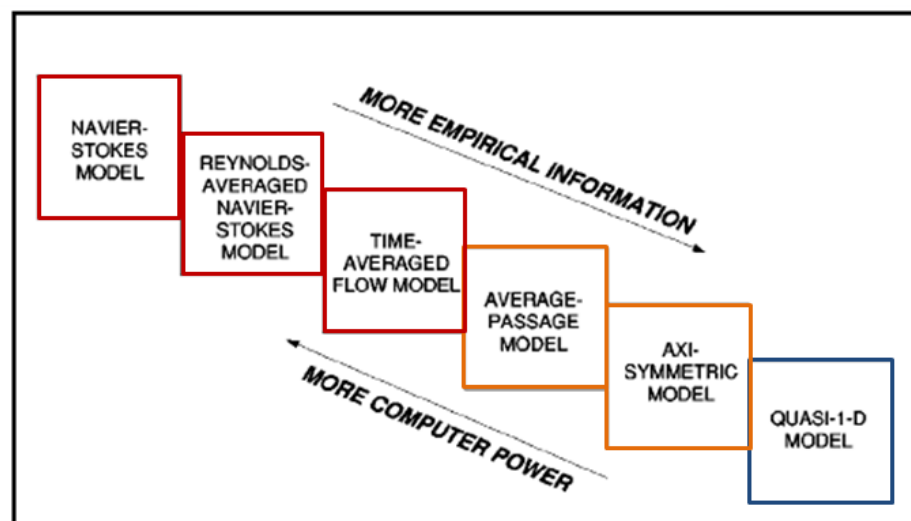 NAVIER-
STOKES
MODEL
REYNOLDS-
AVERAGED
NAVIER-
STOKES
MODEL
TIME-
AVERAGED
FLOW MODEL
AVERAGE-
PASSAGE
MODEL
AXI-
SYMMETRIC
MODEL
QUASI-1-D
MODEL
MORE EMPIRICAL INFORMATION
MORE COMPUTER POWER